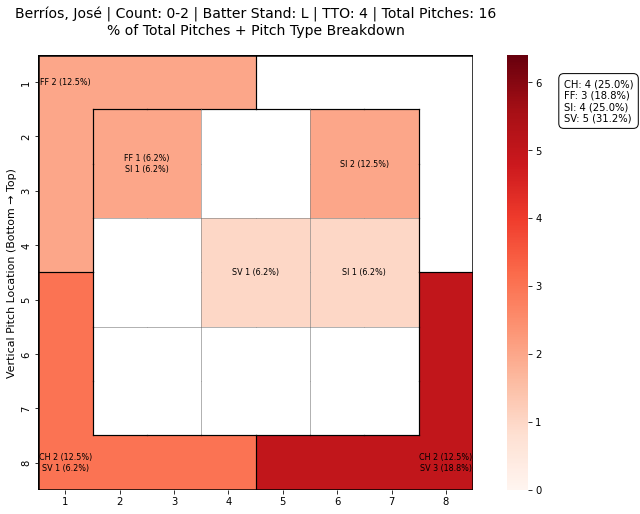 Berríos, José | Count: 0-2 | Batter Stand: L | TTO: 4 | Total Pitches: 16
% of Total Pitches + Pitch Type Breakdown
Vertical Pitch Location (Bottom → Top)
1
2
3
4
5
6
7
8
FF 2 (12.5%)
FF 1 (6.2%)
SI 1 (6.2%)
SI 2 (12.5%)
SV 1 (6.2%)
SI 1 (6.2%)
CH 2 (12.5%)
SV 1 (6.2%)
CH 2 (12.5%)
SV 3 (18.8%)
1
2
3
4
5
6
7
8
6
5
4
3
2
1
0
CH: 4 (25.0%)
FF: 3 (18.8%)
SI: 4 (25.0%)
SV: 5 (31.2%)